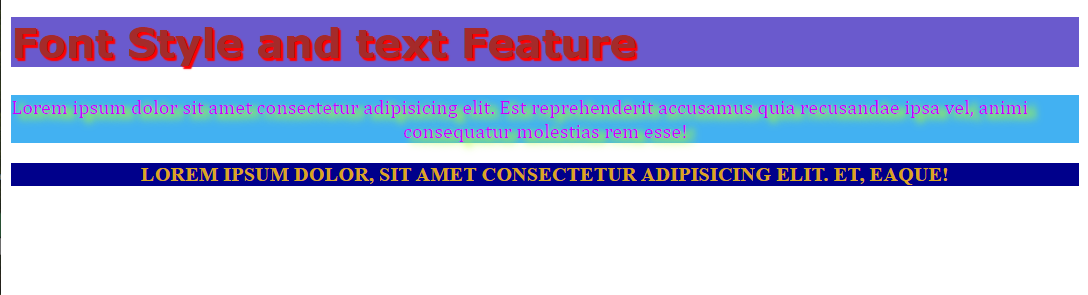 Font Style and text Feature
Lorem ipsum dolor sit amet consectetur adipisicing elit. Est reprehenderit accusamus quia recusandae ipsa vel, animi
consequatur molestias rem esse!
LOREM IPSUM DOLOR, SIT AMET CONSECTETUR ADIPISICING ELIT. ET, EAQUE!